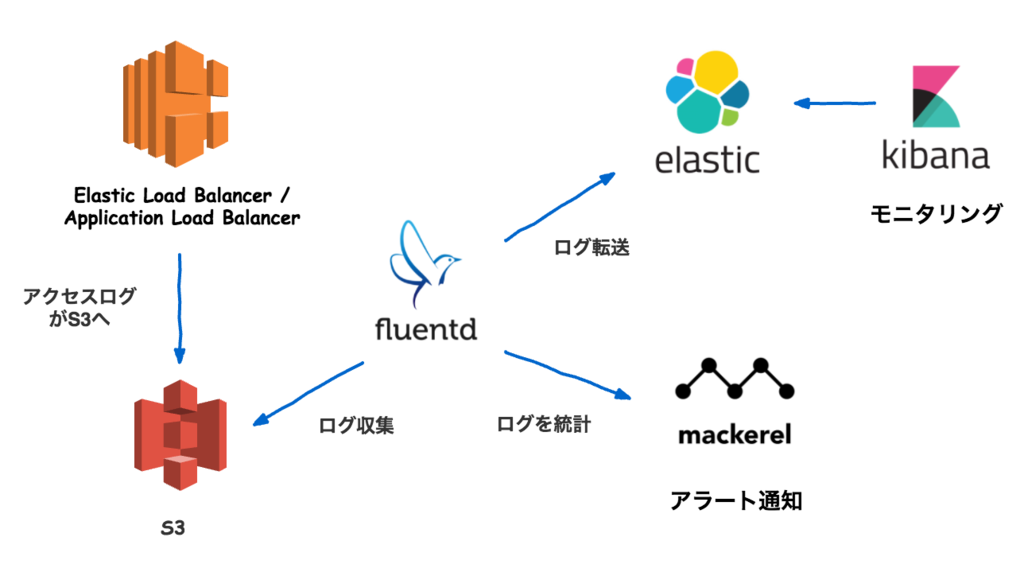 Elastic Load Balancer /
Application Load Balancer
アクセスログ
がS3へ
S3
fluentd
ログ収集
ログ転送
ログを統計
elastic
kibana
モニタリング
mackerel
アラート通知